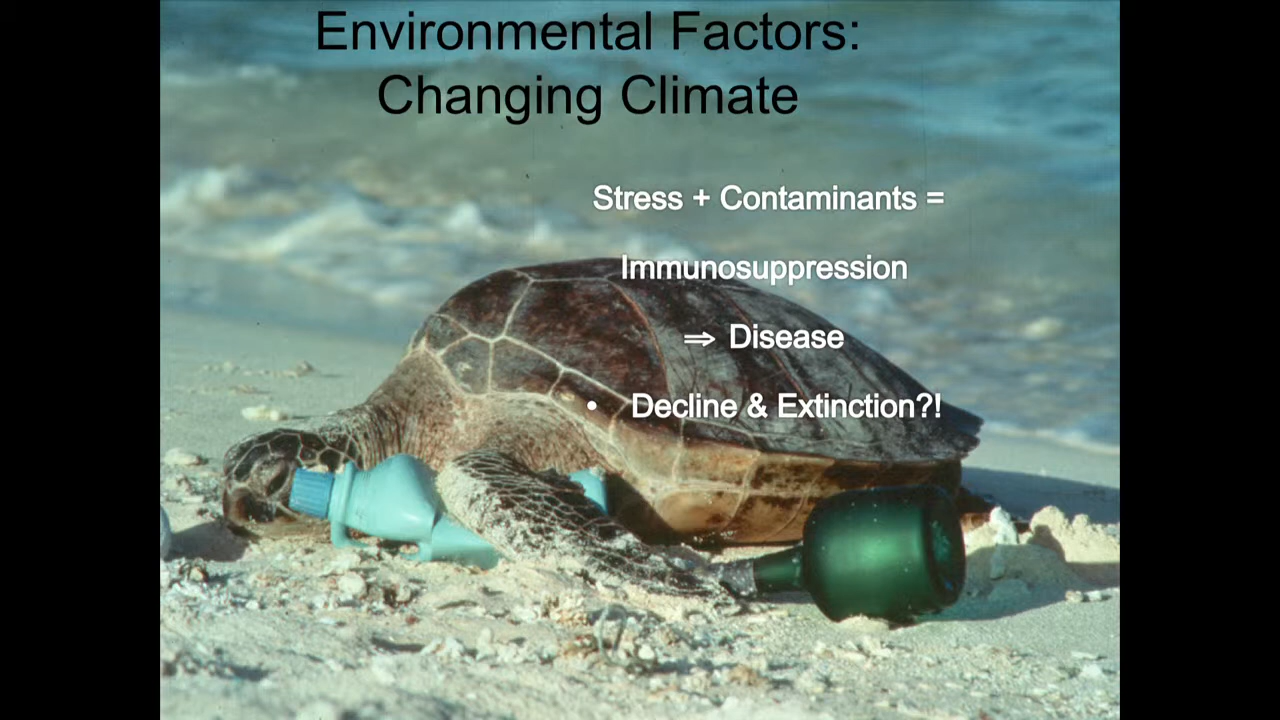 Environmental Factors:
Changing Climate
Stress + Contaminants =
Immunosuppression
⇒ Disease
• Decline & Extinction?!